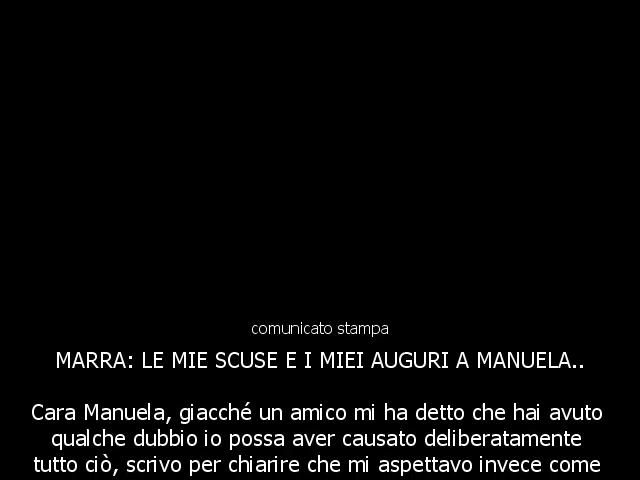 comunicato stampa
MARRA: LE MIE SCUSE E I MIEI AUGURI A MANUELA..
Cara Manuela, giacché un amico mi ha detto che hai avuto
qualche dubbio io possa aver causato deliberatamente
tutto ciò, scrivo per chiarire che mi aspettavo invece come